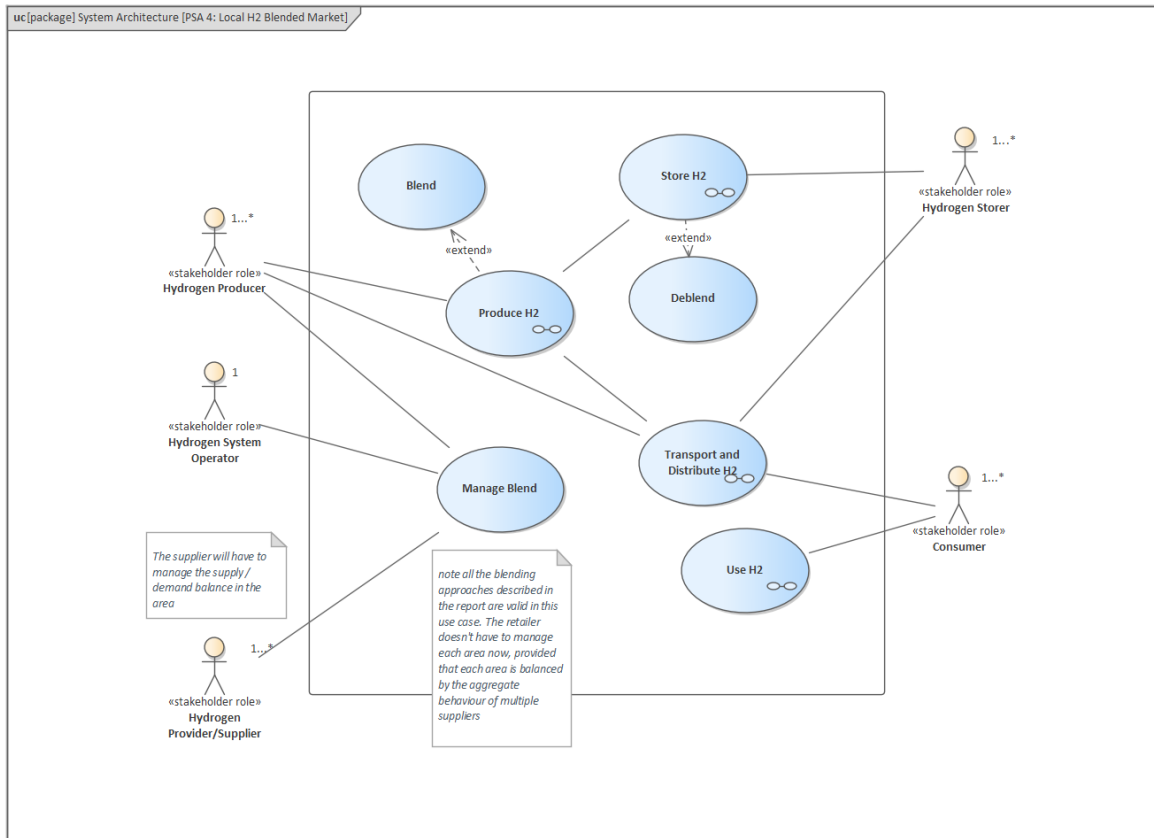 uc [package] System Architecture [PSA 4: Local H2 Blended Market]
Blend
Store H2
1...*
«stakeholder role»
Hydrogen Storer
1...*
«stakeholder role»
Hydrogen Producer
«extend»
«extend»
Produce H2
Deblend
1
«stakeholder role»
Hydrogen System
Operator
Manage Blend
Transport and
Distribute H2
1...*
«stakeholder role»
Consumer
Use H2
The supplier will have to
manage the supply /
demand balance in the
area
note all the blending
approaches described in
the report are valid in this
use case. The retailer
doesn't have to manage
each area now, provided
that each area is balanced
by the aggregate
behaviour of multiple
suppliers
1...*
«stakeholder role»
Hydrogen
Provider/Supplier